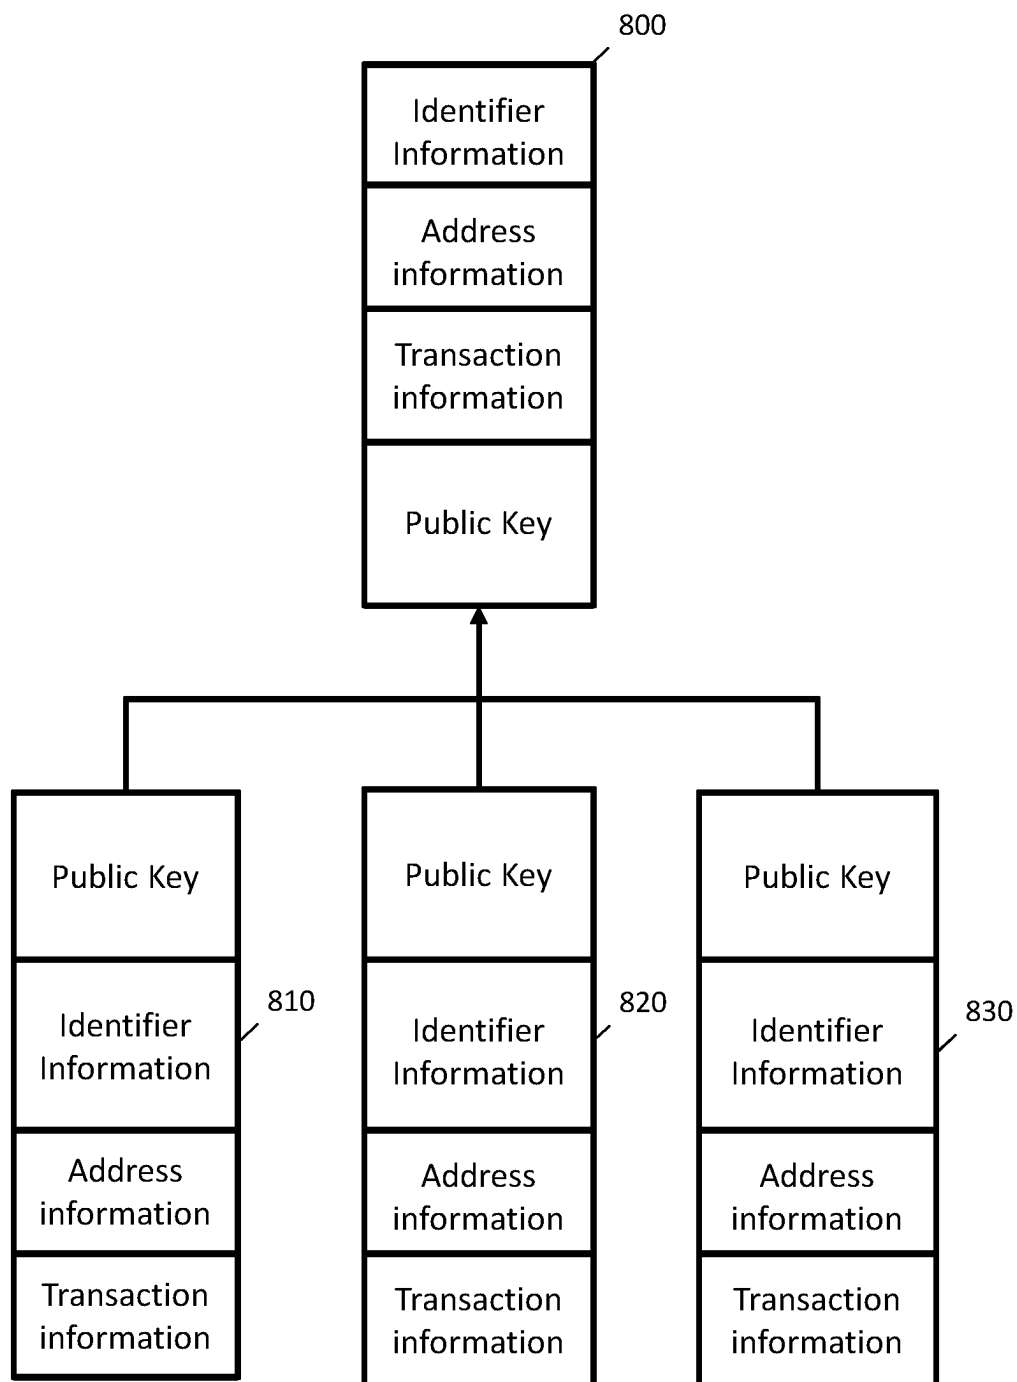 800
Identifier
Information
Address
information
Transaction
information
Public Key
Public Key
Identifier
Information
Address
information
Transaction
information
810
Public Key
Identifier
Information
Address
information
Transaction
information
820
Public Key
Identifier
Information
Address
information
Transaction
information
830